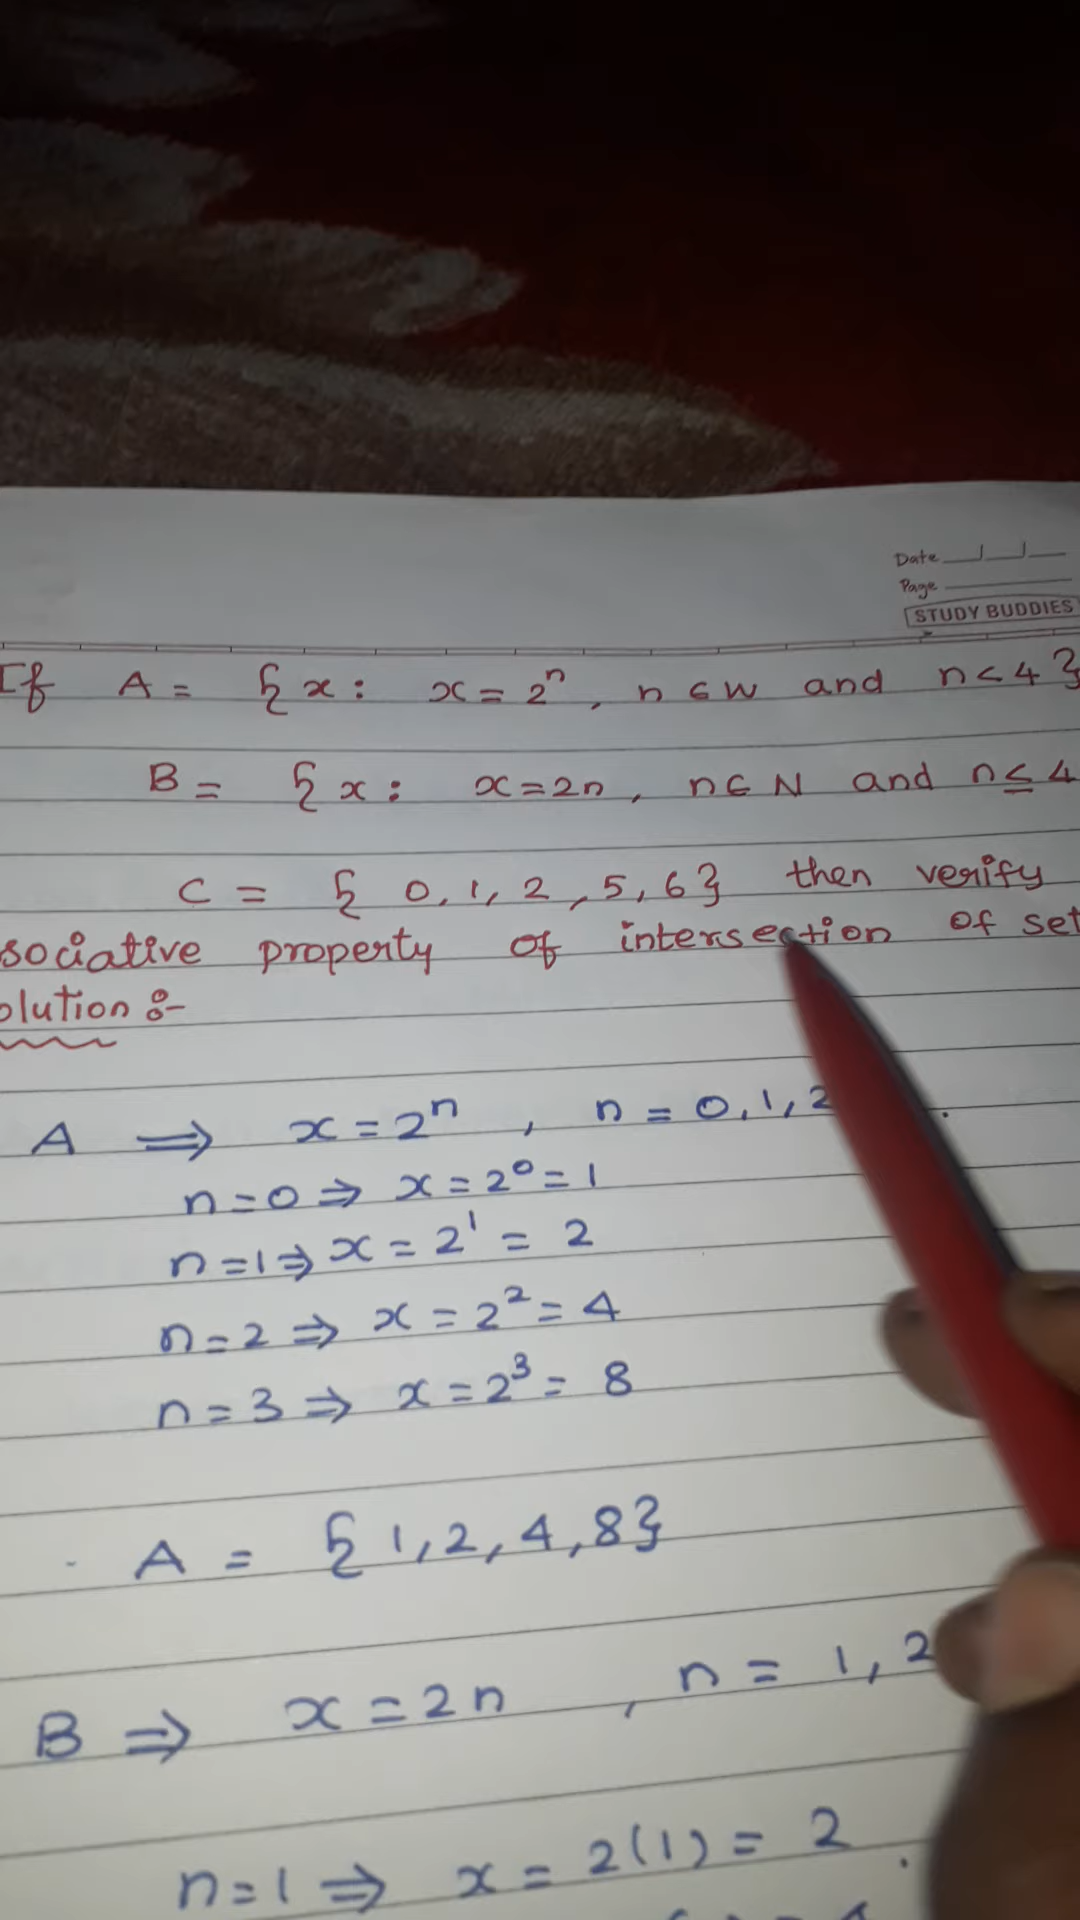 Date
Page
STUDY BUDDIES
If A = { x : x = 2ⁿ, n ∈ W and n < 4 }
B = { x : x = 2n, n ∈ N and n ≤ 4
C = { 0, 1, 2, 5, 6 } then verify
sociative property of intersection of set
olution :-
A ⟹ x = 2ⁿ , n = 0, 1, 2
n = 0 ⇒ x = 2⁰ = 1
n = 1 ⇒ x = 2¹ = 2
n = 2 ⇒ x = 2² = 4
n = 3 ⇒ x = 2³ = 8
A = { 1, 2, 4, 8 }
B ⇒ x = 2n , n = 1, 2
n = 1 ⇒ x = 2(1) = 2